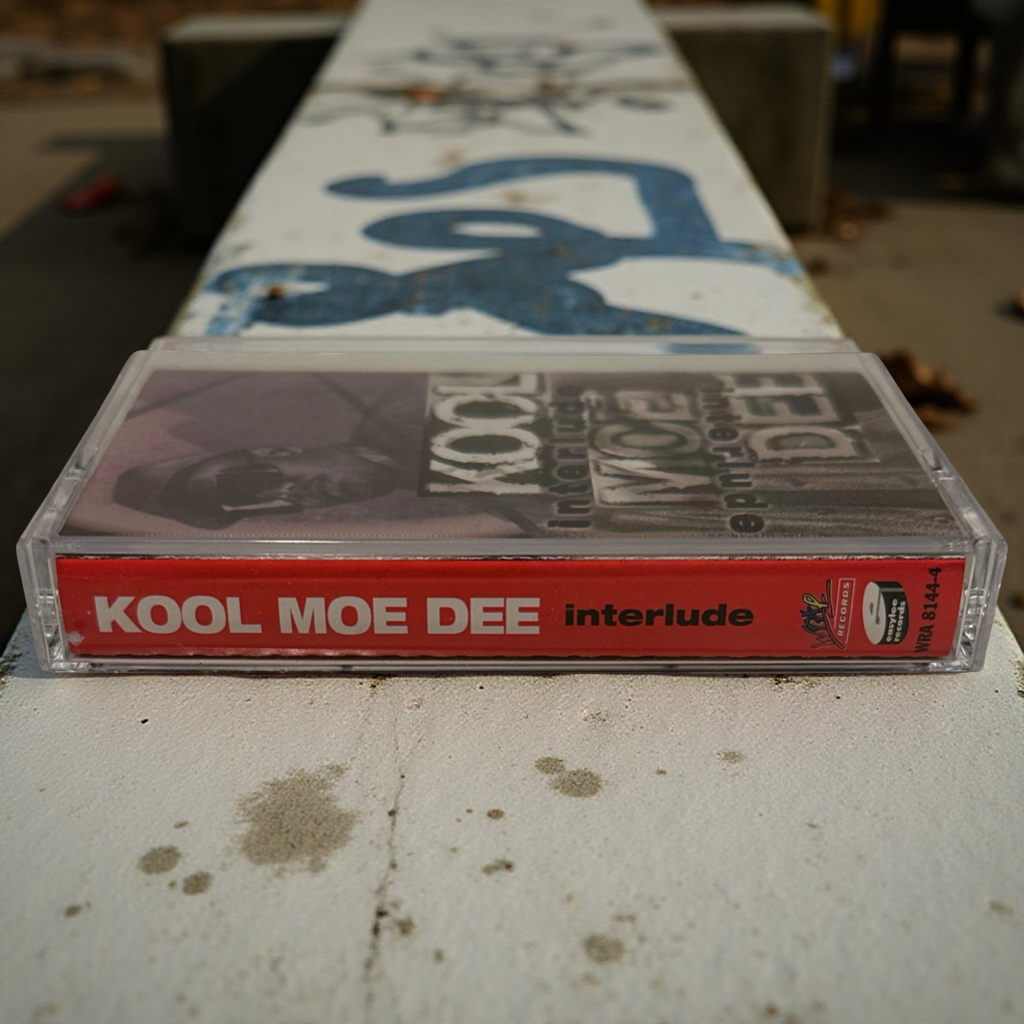 KOOL
MOE
DEE
interlude
KOOL MOE DEE interlude
RECORDS
easylee
records
WRA 8144-4